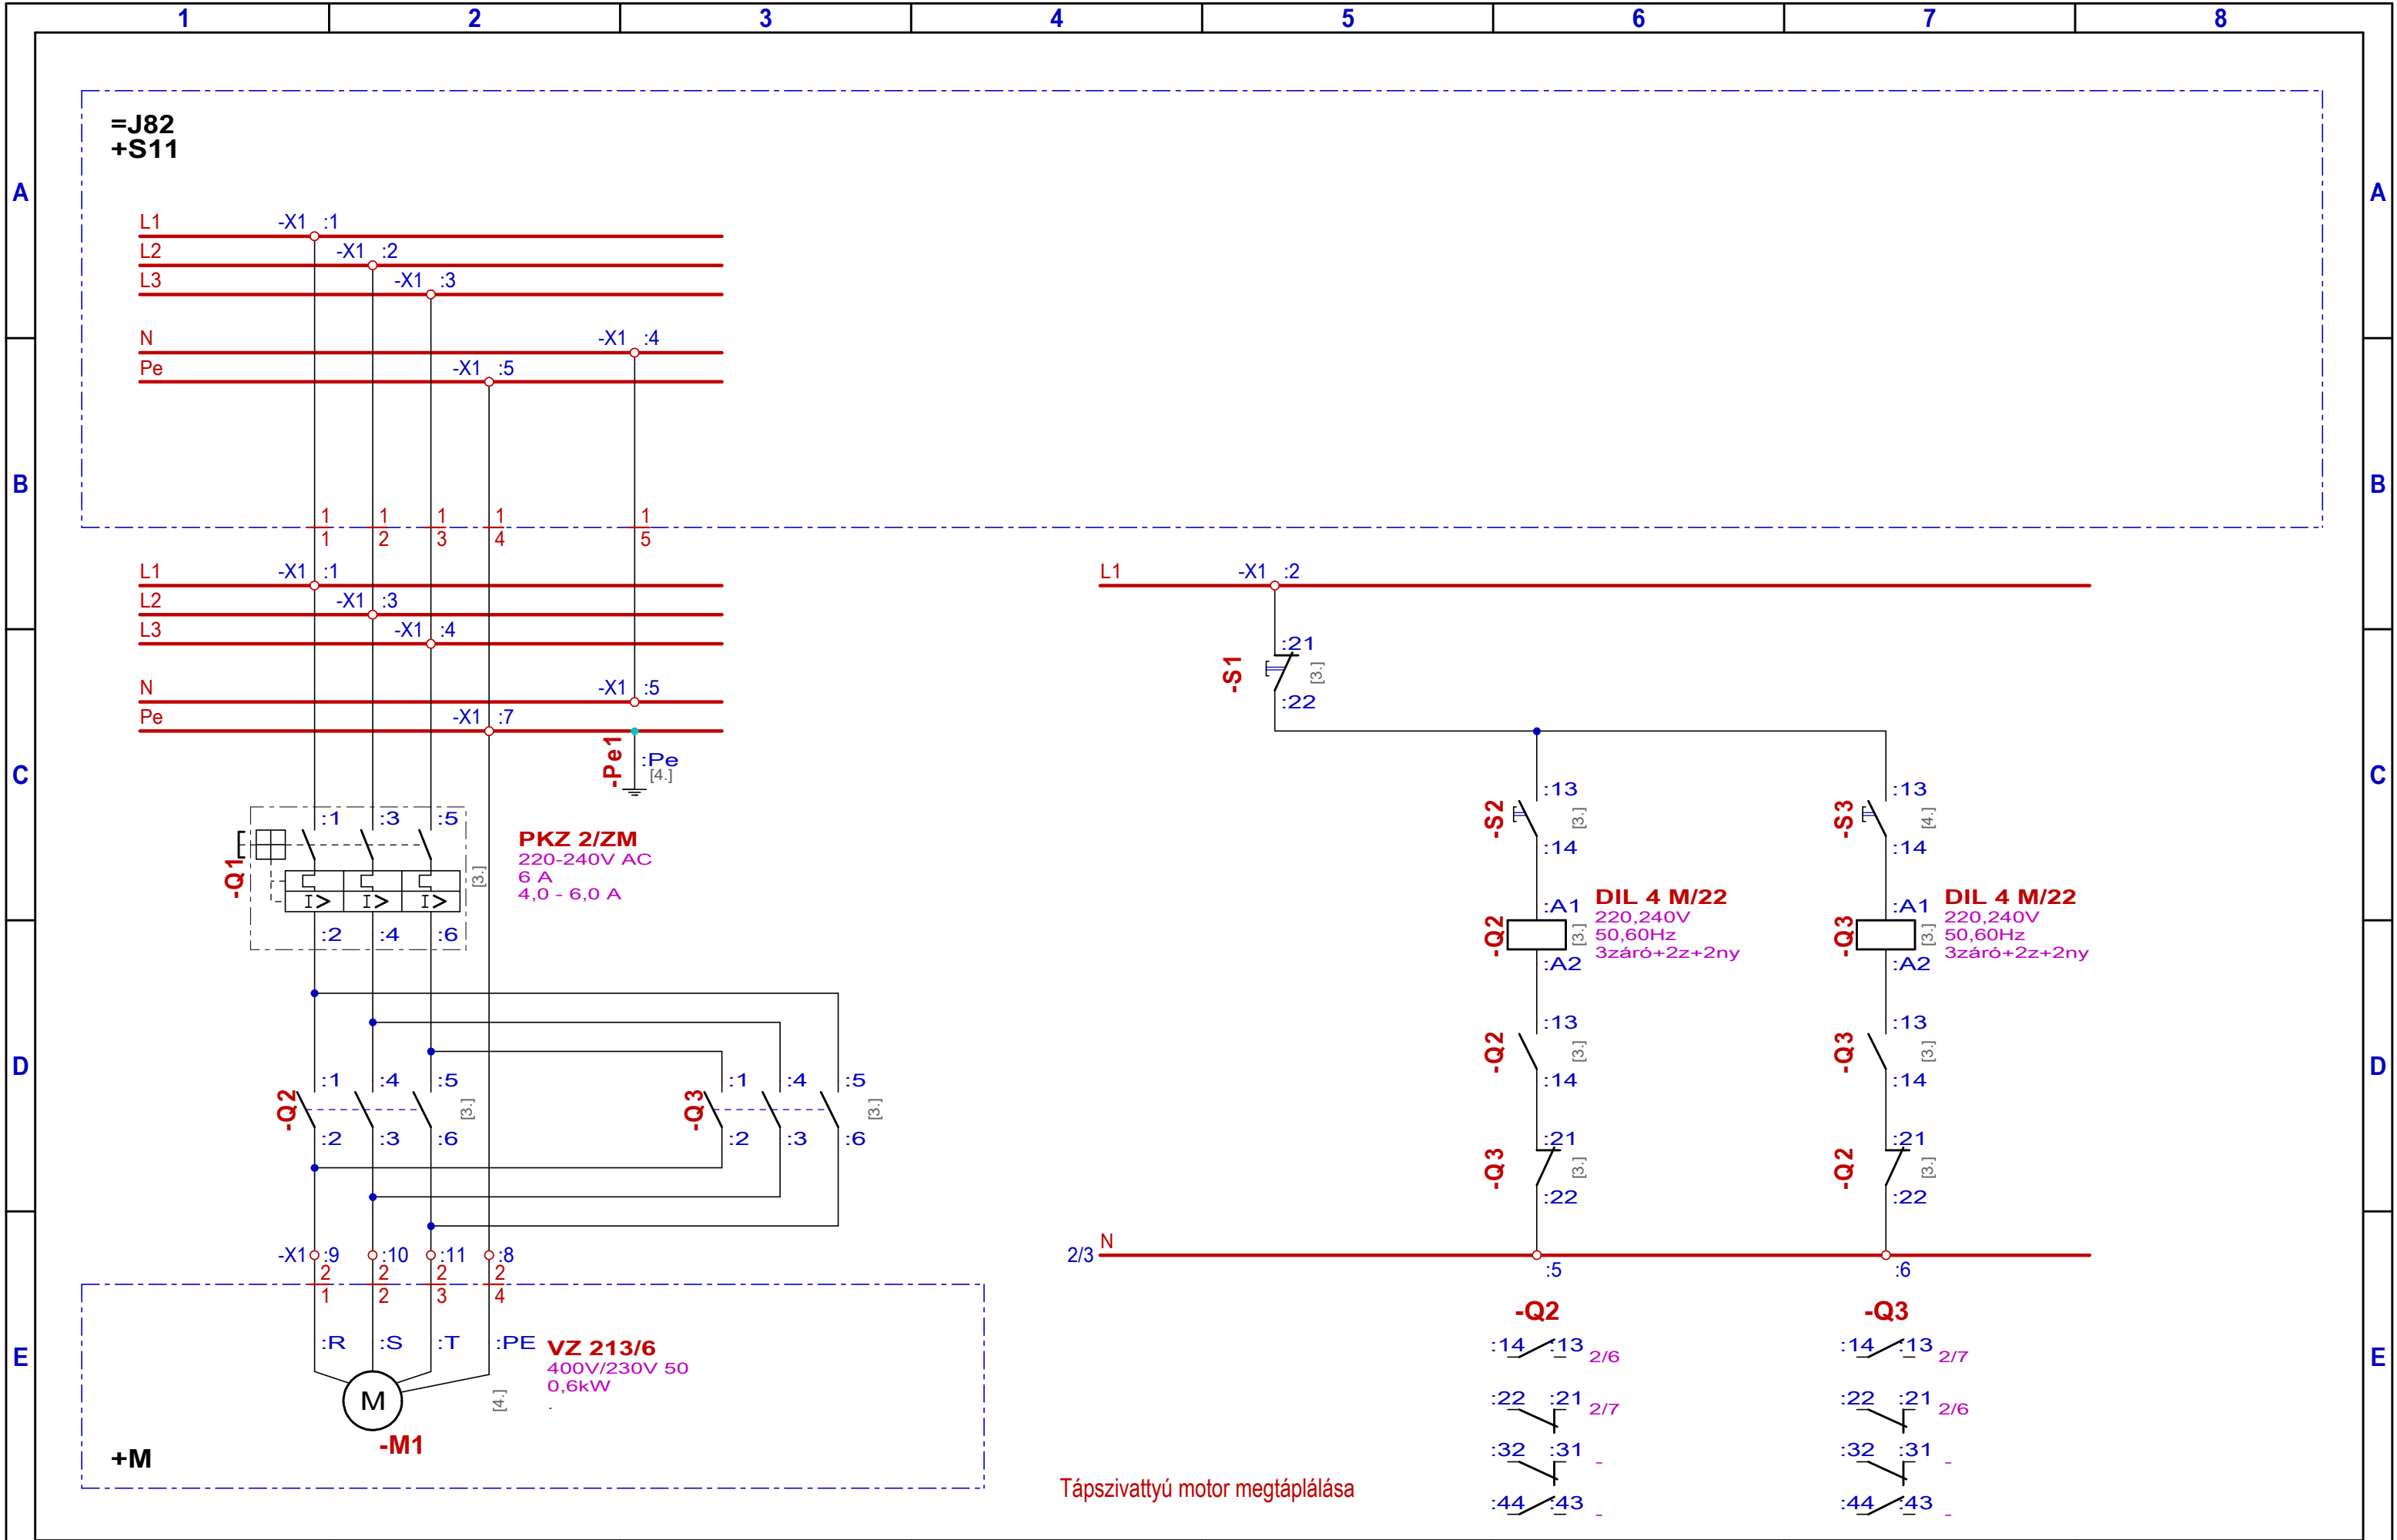 1 2 3 4 5 6 7 8
=J82
+S11
A A
L1 -X1 :1
L2 -X1 :2
L3 -X1 :3
N -X1 :4
Pe -X1 :5
B B
1 1 1 1 1
1 2 3 4 5
L1 -X1 :1
L2 -X1 :3
L3 -X1 :4
N -X1 :5
Pe -X1 :7
-Pe1 :Pe
[4.]
L1 -X1 :2
-S1 :21
[3.]
:22
C C
-Q1
:1 :3 :5
I> I> I>
[3.]
:2 :4 :6
PKZ 2/ZM
220-240V AC
6 A
4,0 - 6,0 A
-S2 :13
[3.]
:14
-S3 :13
[4.]
:14
-Q2 :A1
[3.]
:A2
DIL 4 M/22
220,240V
50,60Hz
3záró+2z+2ny
-Q3 :A1
[3.]
:A2
DIL 4 M/22
220,240V
50,60Hz
3záró+2z+2ny
D D
-Q2 :1 :4 :5
[3.]
:2 :3 :6
-Q3 :1 :4 :5
[3.]
:2 :3 :6
-Q2 :13
[3.]
:14
-Q3 :13
[3.]
:14
-Q3 :21
[3.]
:22
-Q2 :21
[3.]
:22
-X1 :9 :10 :11 :8
2 2 2 2
1 2 3 4
2/3 N
:5 :6
E E
:R :S :T :PE
VZ 213/6
400V/230V 50
0,6kW
.
[4.]
M
-M1
+M
-Q2
:14 :13 2/6
:22 :21 2/7
:32 :31 -
:44 :43 -
-Q3
:14 :13 2/7
:22 :21 2/6
:32 :31 -
:44 :43 -
Tápszivattyú motor megtáplálása